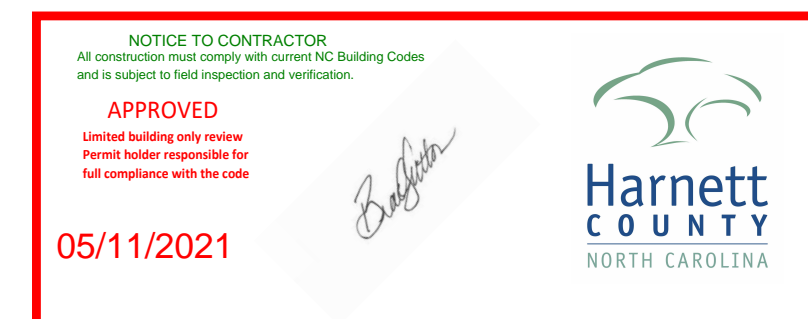 NOTICE TO CONTRACTOR
All construction must comply with current NC Building Codes
and is subject to field inspection and verification.
APPROVED
Limited building only review
Permit holder responsible for
full compliance with the code
05/11/2021
Harnett
COUNTY
NORTH CAROLINA